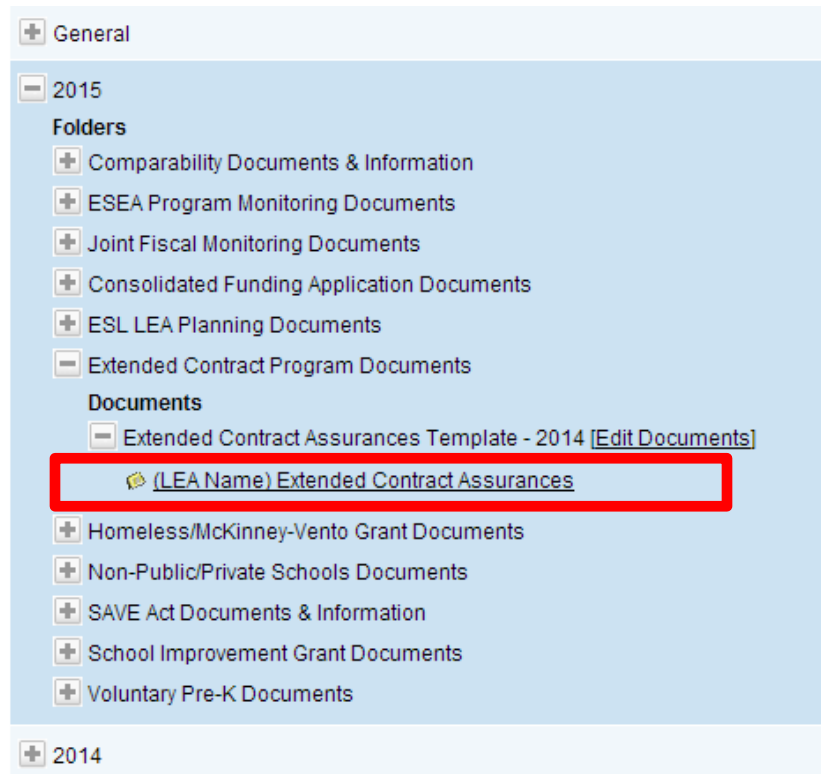 General
2015
Folders
Comparability Documents & Information
ESEA Program Monitoring Documents
Joint Fiscal Monitoring Documents
Consolidated Funding Application Documents
ESL LEA Planning Documents
Extended Contract Program Documents
Documents
Extended Contract Assurances Template - 2014 [Edit Documents]
(LEA Name) Extended Contract Assurances
Homeless/McKinney-Vento Grant Documents
Non-Public/Private Schools Documents
SAVE Act Documents & Information
School Improvement Grant Documents
Voluntary Pre-K Documents
2014